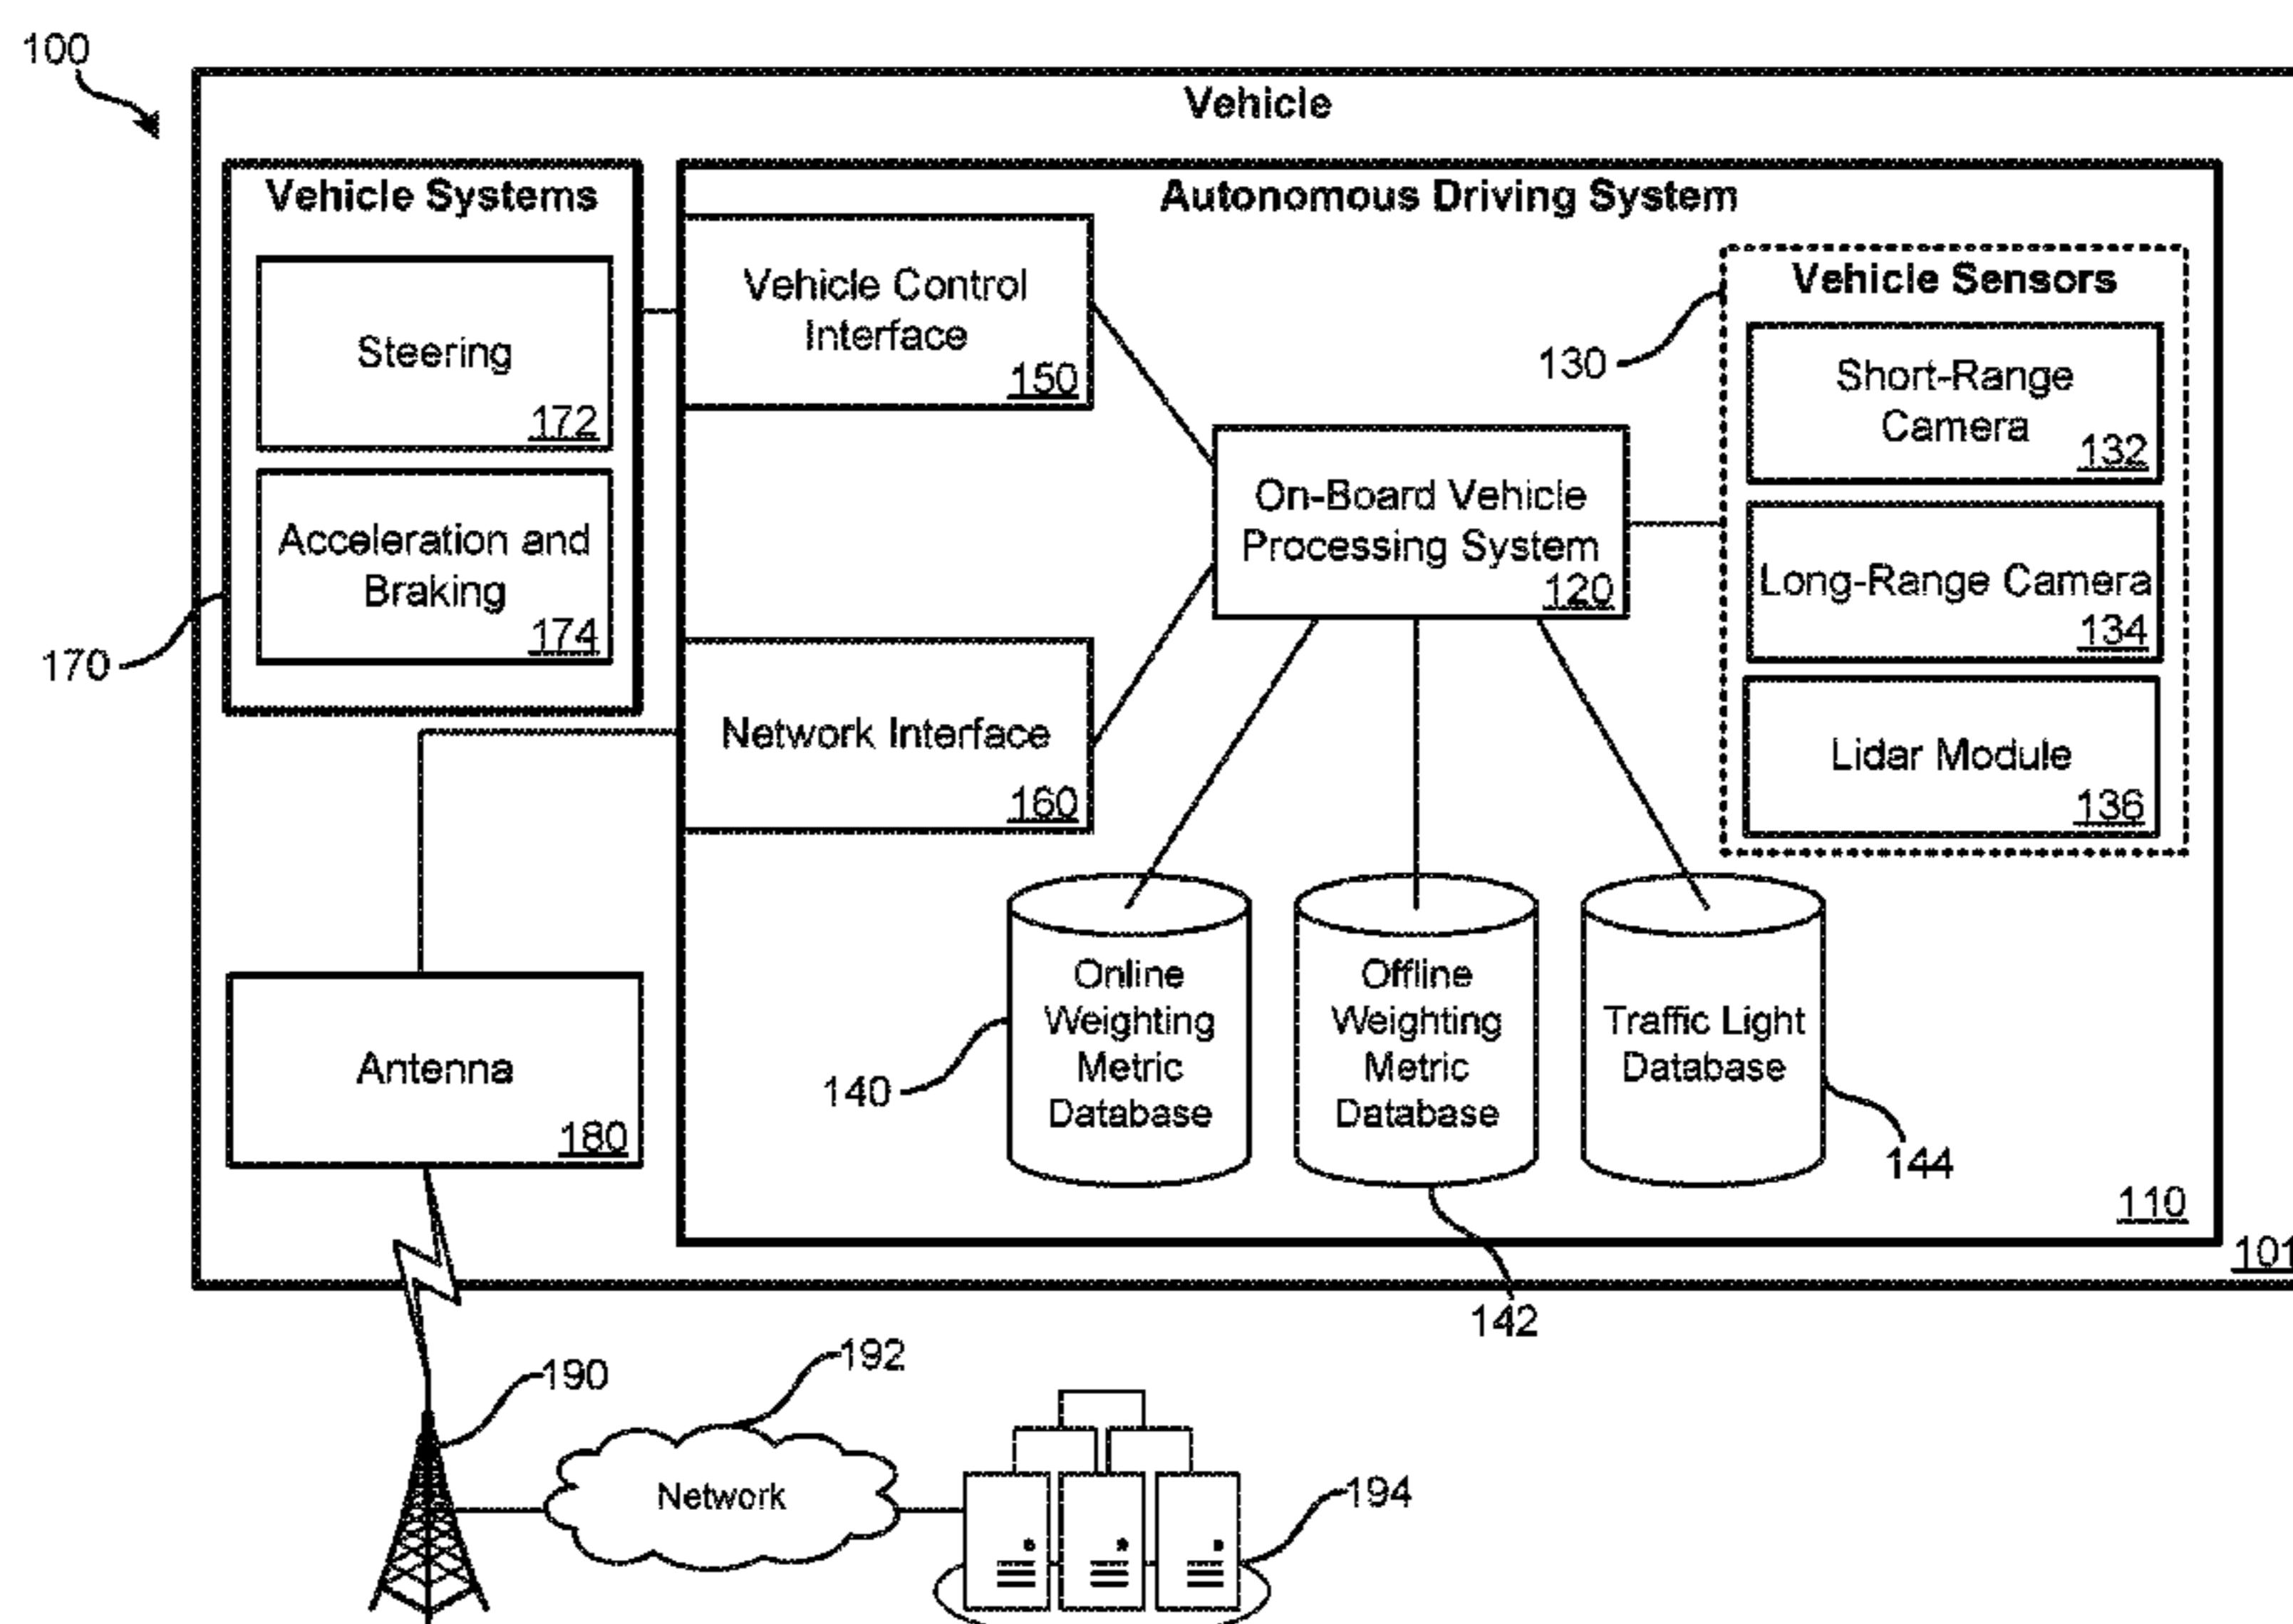 100
Vehicle
Vehicle Systems
Steering
172
Acceleration and
Braking
174
170
Autonomous Driving System
Vehicle Control
Interface
150
Network Interface
160
On-Board Vehicle
Processing System
120
130
Vehicle Sensors
Short-Range
Camera
132
Long-Range Camera
134
Lidar Module
136
Antenna
180
140
Online
Weighting
Metric
Database
Offline
Weighting
Metric
Database
142
Traffic Light
Database
144
110
101
190
192
Network
194